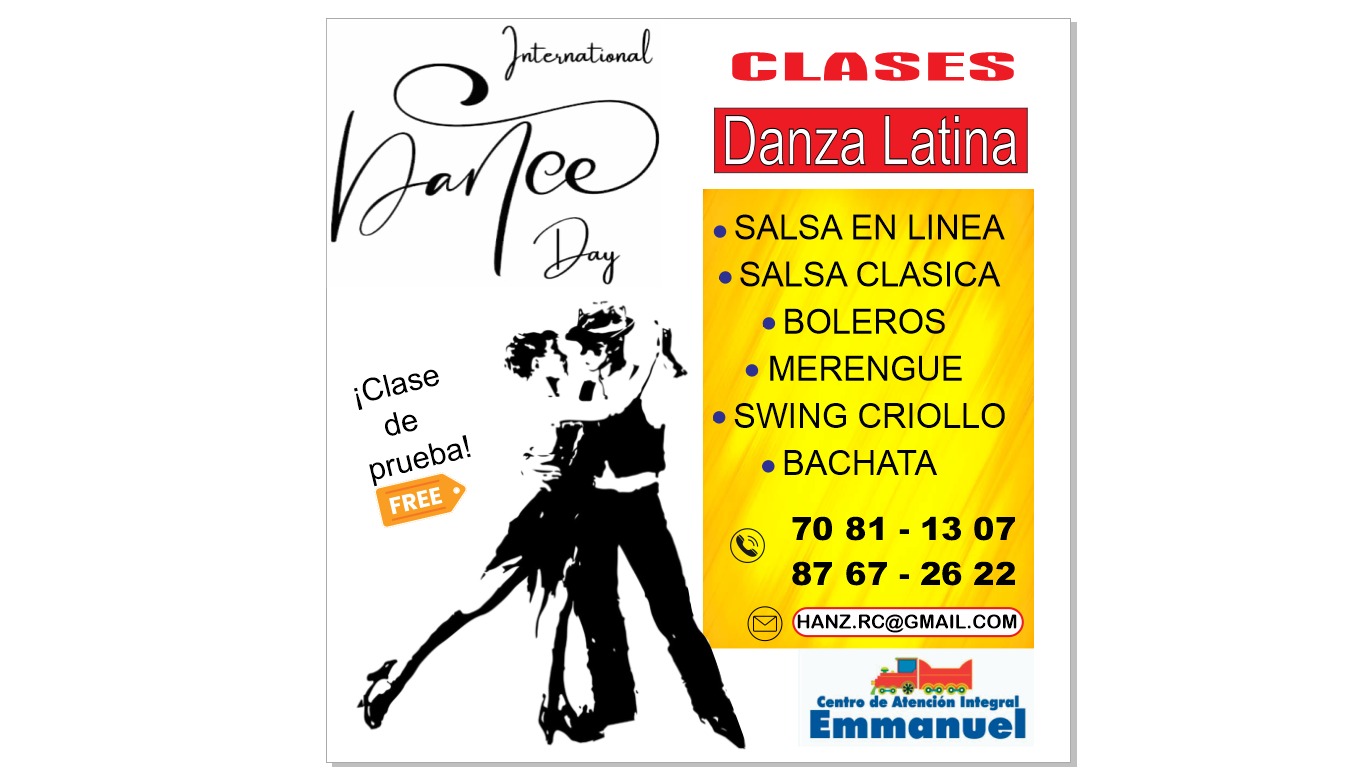 International
Dance
Day
¡Clase
de
prueba!
FREE
CLASES
Danza Latina
• SALSA EN LINEA
• SALSA CLASICA
• BOLEROS
• MERENGUE
• SWING CRIOLLO
• BACHATA
70 81 - 13 07
87 67 - 26 22
HANZ.RC@GMAIL.COM
Centro de Atención Integral
Emmanuel